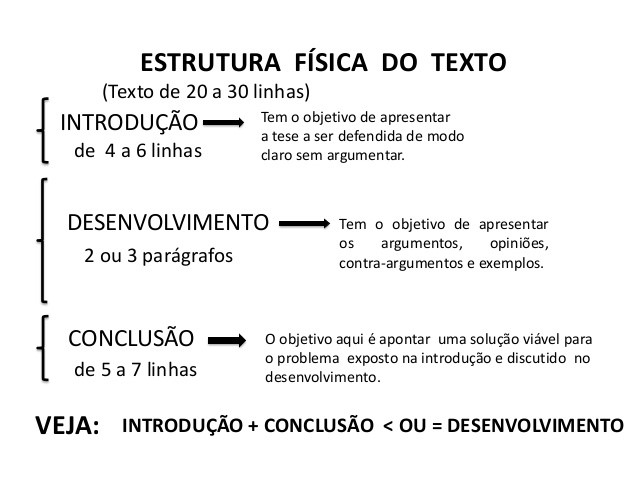 ESTRUTURA FÍSICA DO TEXTO
(Texto de 20 a 30 linhas)
INTRODUÇÃO
de 4 a 6 linhas
Tem o objetivo de apresentar
a tese a ser defendida de modo
claro sem argumentar.
DESENVOLVIMENTO
2 ou 3 parágrafos
Tem o objetivo de apresentar
os argumentos, opiniões,
contra-argumentos e exemplos.
CONCLUSÃO
de 5 a 7 linhas
O objetivo aqui é apontar uma solução viável para
o problema exposto na introdução e discutido no
desenvolvimento.
VEJA: INTRODUÇÃO + CONCLUSÃO < OU = DESENVOLVIMENTO